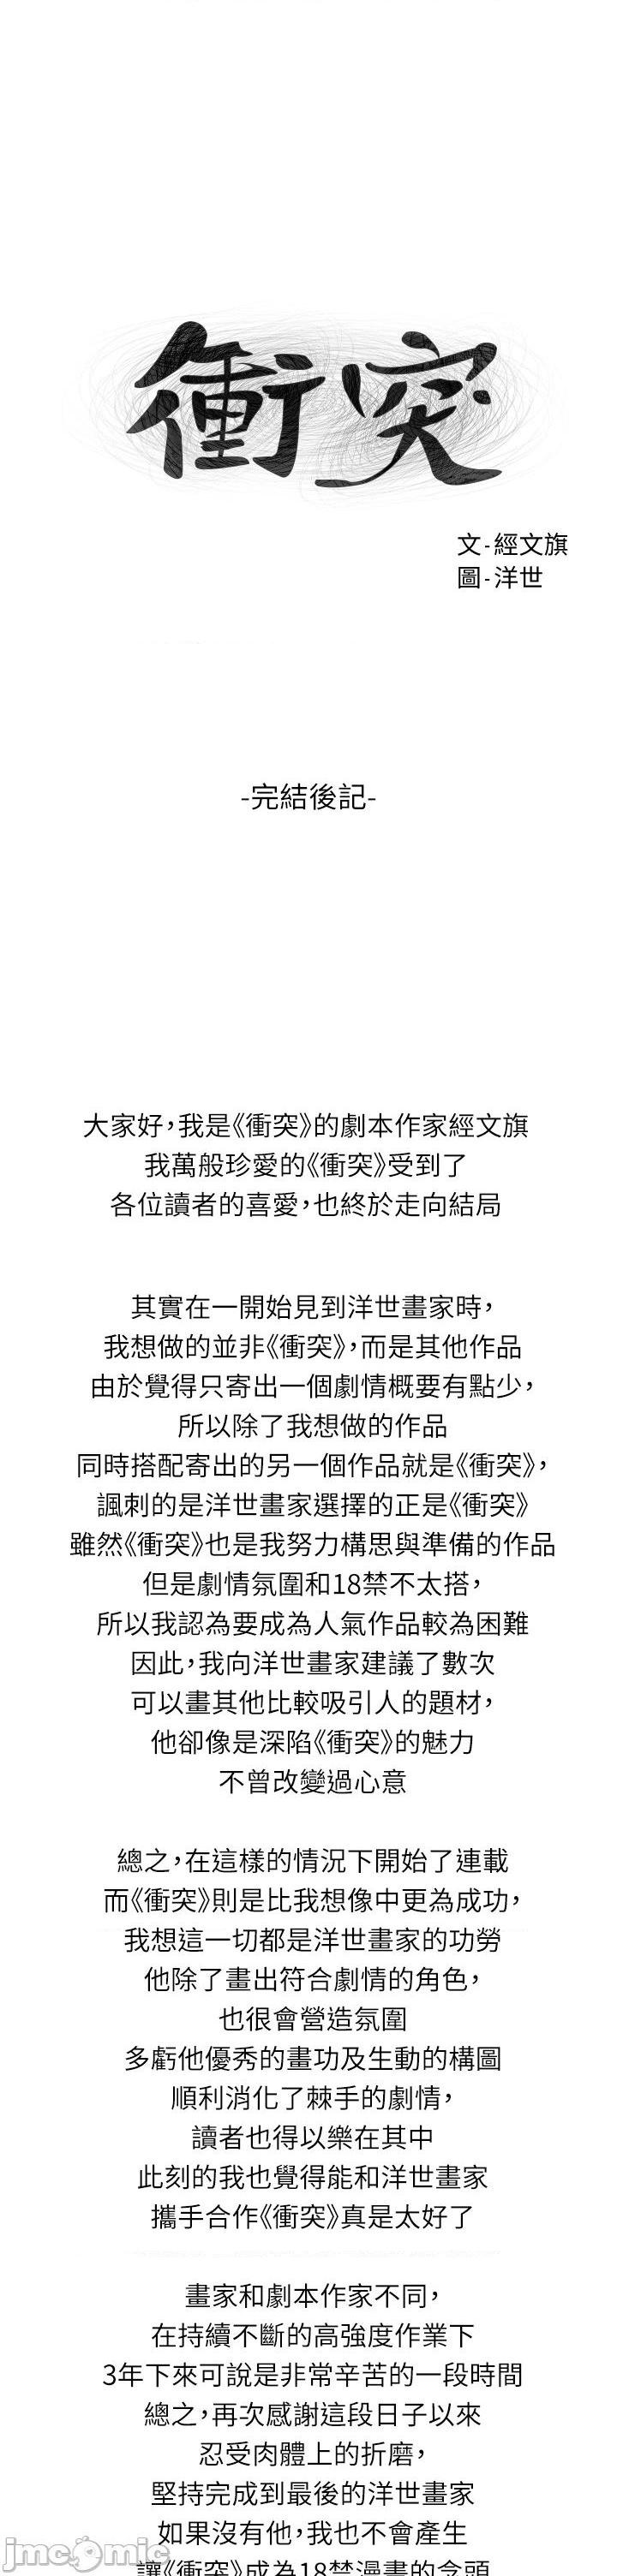 衝突
文-經文旗
圖-洋世
-完結後記-
大家好，我是《衝突》的劇本作家經文旗
我萬般珍愛的《衝突》受到了
各位讀者的喜愛，也終於走向結局
其實在一開始見到洋世畫家時，
我想做的並非《衝突》，而是其他作品
由於覺得只寄出一個劇情概要有點少，
所以除了我想做的作品
同時搭配寄出的另一個作品就是《衝突》，
諷刺的是洋世畫家選擇的正是《衝突》
雖然《衝突》也是我努力構思與準備的作品
但是劇情氛圍和18禁不太搭，
所以我認為要成為人氣作品較為困難
因此，我向洋世畫家建議了數次
可以畫其他比較吸引人的題材，
他卻像是深陷《衝突》的魅力
不曾改變過心意
總之，在這樣的情況下開始了連載
而《衝突》則是比我想像中更為成功，
我想這一切都是洋世畫家的功勞
他除了畫出符合劇情的角色，
也很會營造氛圍
多虧他優秀的畫功及生動的構圖
順利消化了棘手的劇情，
讀者也得以樂在其中
此刻的我也覺得能和洋世畫家
攜手合作《衝突》真是太好了
畫家和劇本作家不同，
在持續不斷的高強度作業下
3年下來可說是非常辛苦的一段時間
總之，再次感謝這段日子以來
忍受肉體上的折磨，
堅持完成到最後的洋世畫家
如果沒有他，我也不會產生
讓《衝突》成為18禁漫畫的念頭
jmcomic